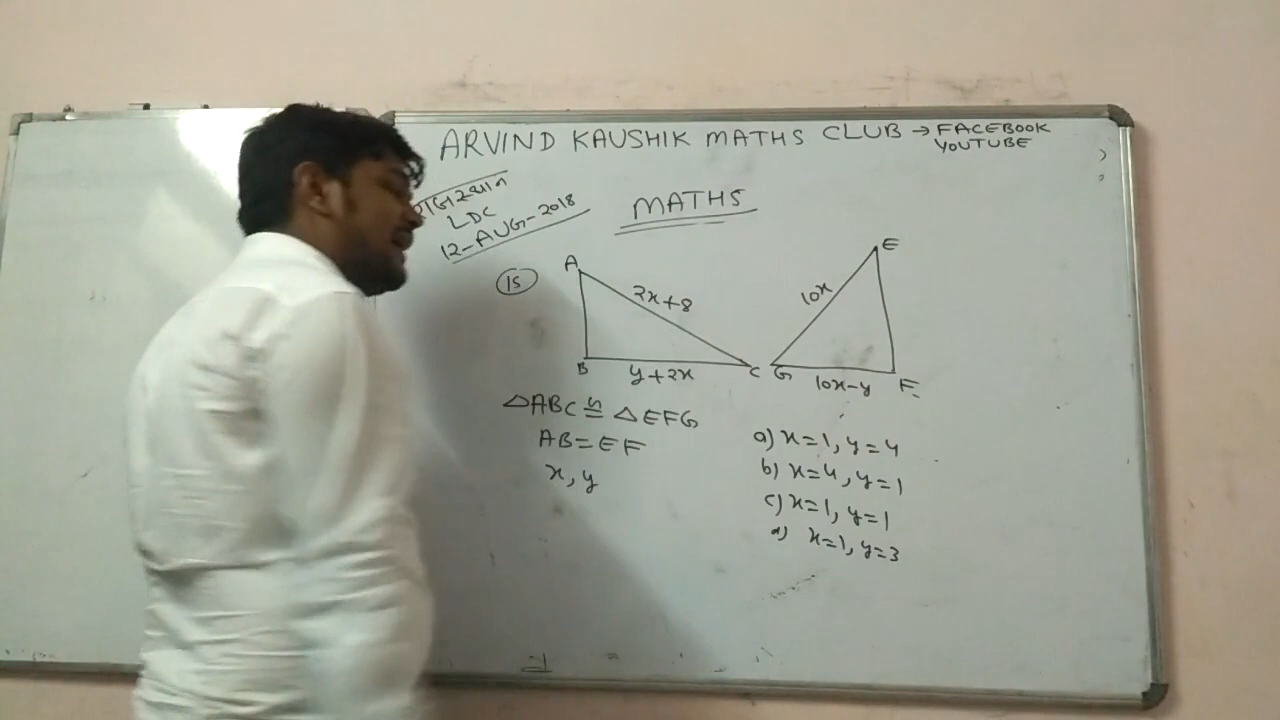 ARVIND KAUSHIK MATHS CLUB → FACEBOOK
YOUTUBE
राजस्थान
LDC
12-AUG-2018
MATHS
15
A
2x+8
B
y+2x
C
E
10x
G
10x-y
F
△ABC ≅ △EFG
AB=EF
x, y
a) x=1, y=4
b) x=4, y=1
c) x=1, y=1
d) x=1, y=3